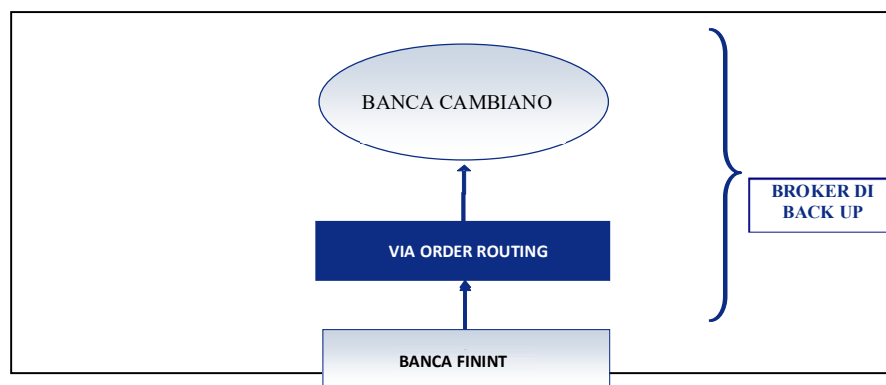 BANCA CAMBIANO
BROKER DI
BACK UP
VIA ORDER ROUTING
BANCA FININT